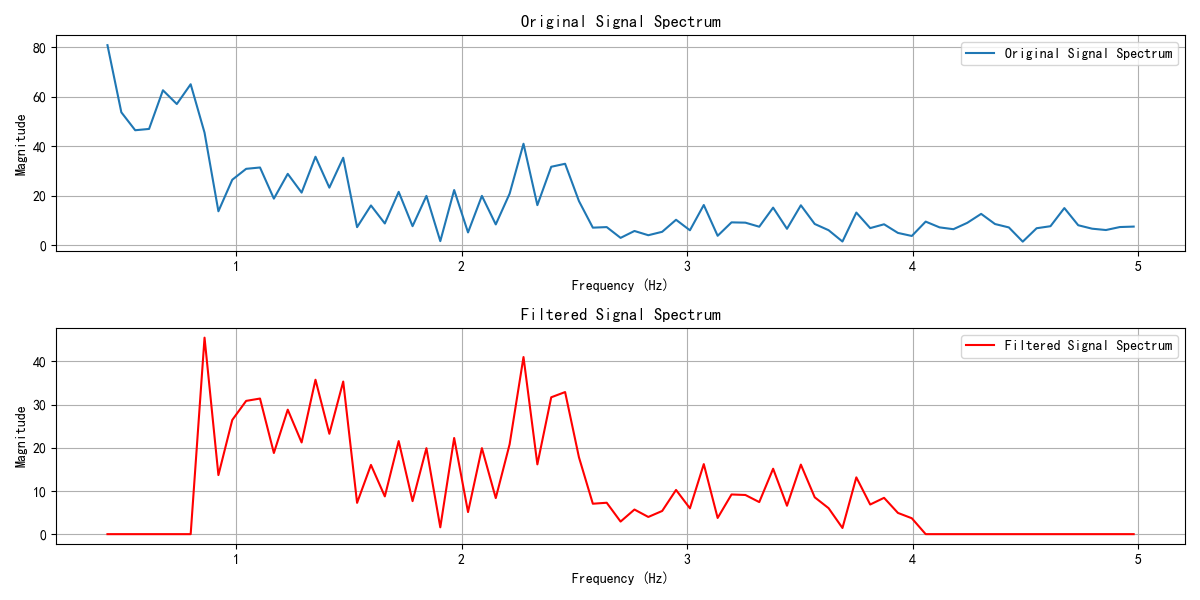 Original Signal Spectrum
Original Signal Spectrum
Magnitude
80
60
40
20
0
1
2
3
4
5
Frequency (Hz)
Filtered Signal Spectrum
Filtered Signal Spectrum
Magnitude
40
30
20
10
0
1
2
3
4
5
Frequency (Hz)